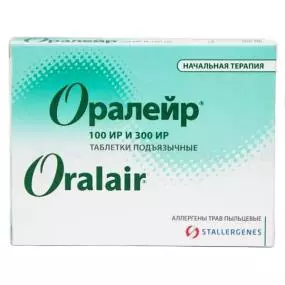 НАЧАЛЬНАЯ ТЕРАПИЯ
Оралейр®
100 ИР И 300 ИР
ТАБЛЕТКИ ПОДЪЯЗЫЧНЫЕ
Oralair®
АЛЛЕРГЕНЫ ТРАВ ПЫЛЬЦЕВЫЕ
STALLERGENES